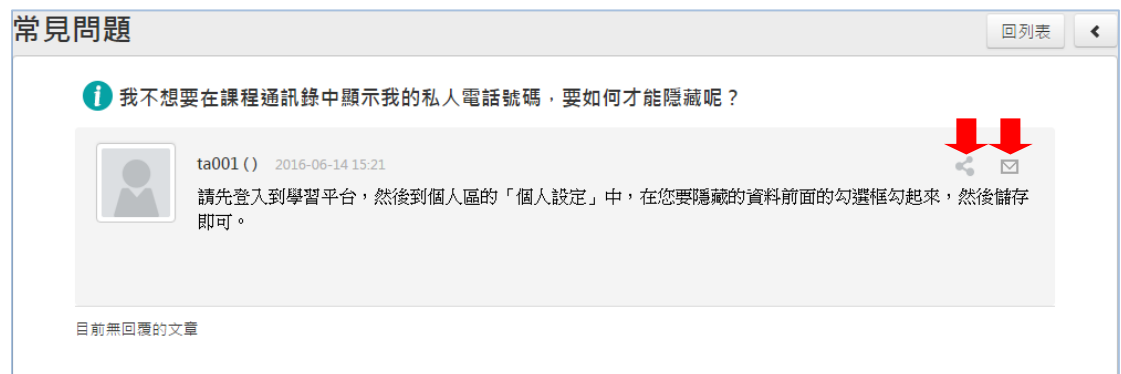 常見問題
回列表
我不想要在課程通訊錄中顯示我的私人電話號碼，要如何才能隱藏呢？
ta001 ( ) 2016-06-14 15:21
請先登入到學習平台，然後到個人區的「個人設定」中，在您要隱藏的資料前面的勾選框勾起來，然後儲存
即可。
目前無回覆的文章